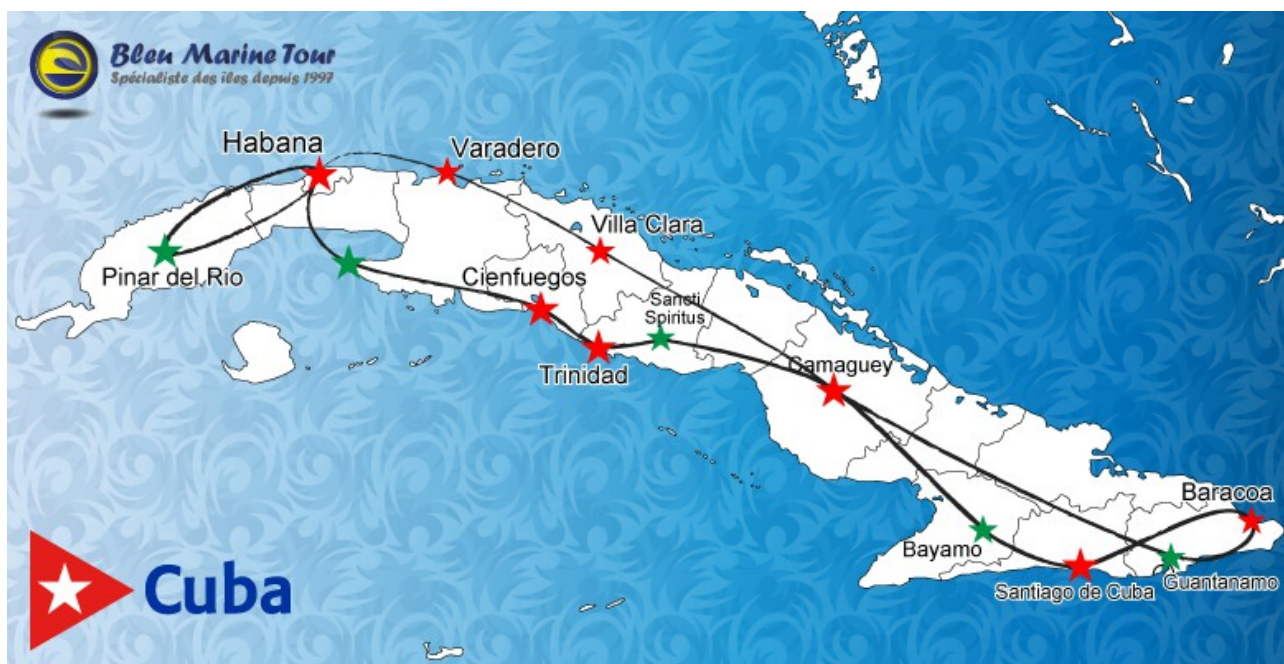 Bleu Marine Tour
Spécialiste des îles depuis 1997
Habana
Varadero
Villa Clara
Pinar del Rio
Cienfuegos
Sancti
Spiritus
Trinidad
Camaguey
Baracoa
Bayamo
Santiago de Cuba
Guantanamo
Cuba